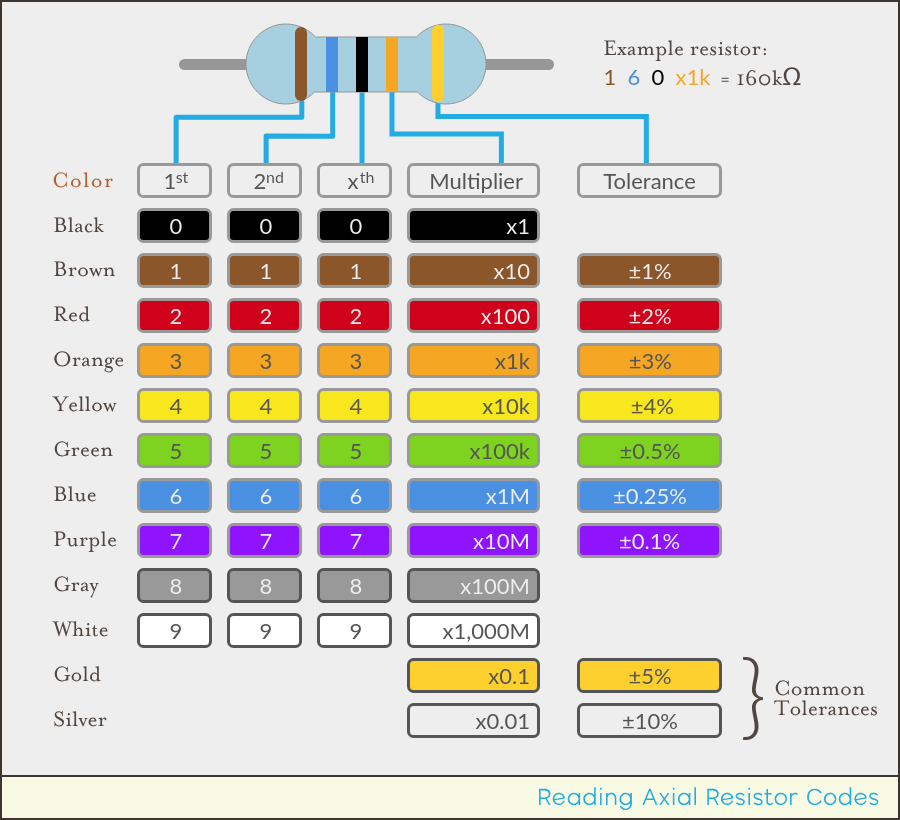 Example resistor:
1 6 0 x1k = 160kΩ
Color 1st 2nd xth Multiplier Tolerance
Black 0 0 0 x1
Brown 1 1 1 x10 ±1%
Red 2 2 2 x100 ±2%
Orange 3 3 3 x1k ±3%
Yellow 4 4 4 x10k ±4%
Green 5 5 5 x100k ±0.5%
Blue 6 6 6 x1M ±0.25%
Purple 7 7 7 x10M ±0.1%
Gray 8 8 8 x100M
White 9 9 9 x1,000M
Gold x0.1 ±5%
Silver x0.01 ±10%
Common
Tolerances
Reading Axial Resistor Codes